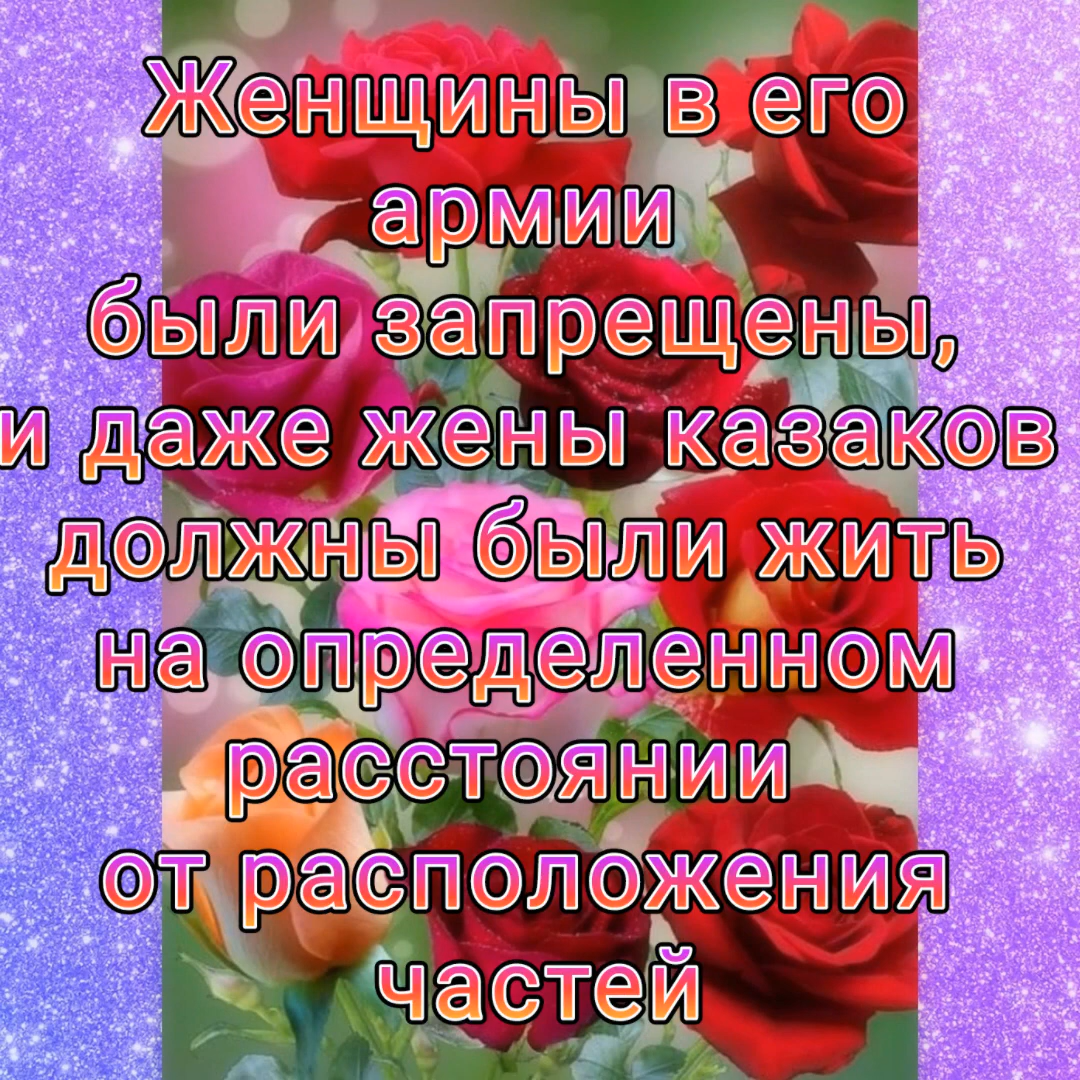 Женщины в его
армии
были запрещены,
и даже жены казаков
должны были жить
на определенном
расстоянии
от расположения
частей